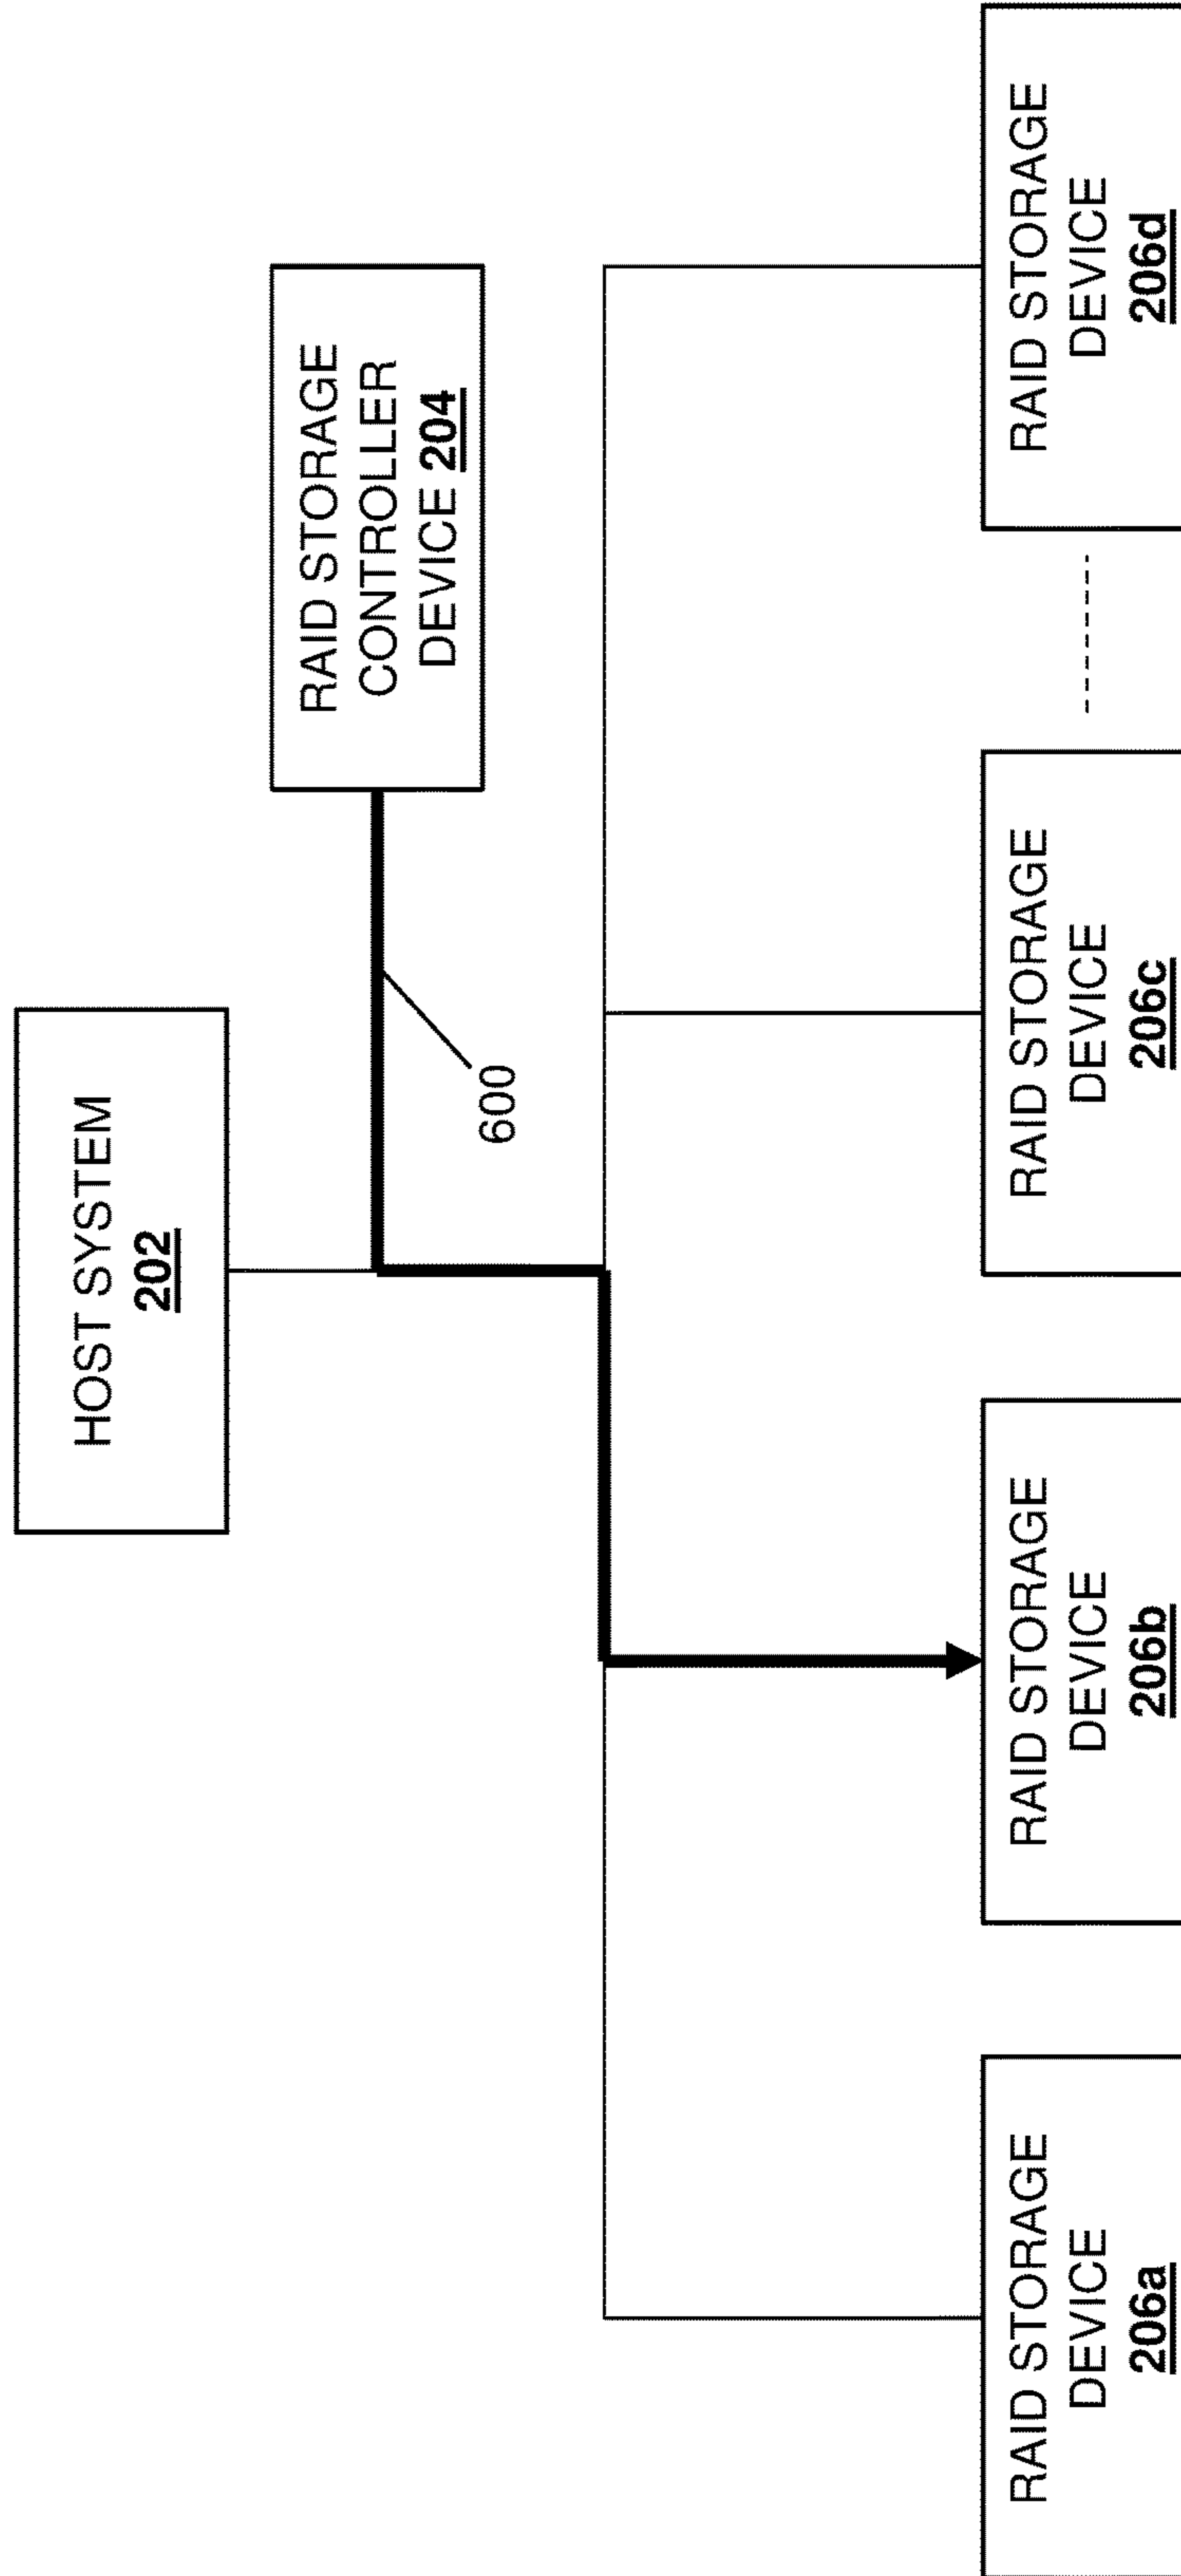 HOST SYSTEM
202
RAID STORAGE
CONTROLLER
DEVICE 204
600
RAID STORAGE
DEVICE
206a
RAID STORAGE
DEVICE
206b
RAID STORAGE
DEVICE
206c
RAID STORAGE
DEVICE
206d